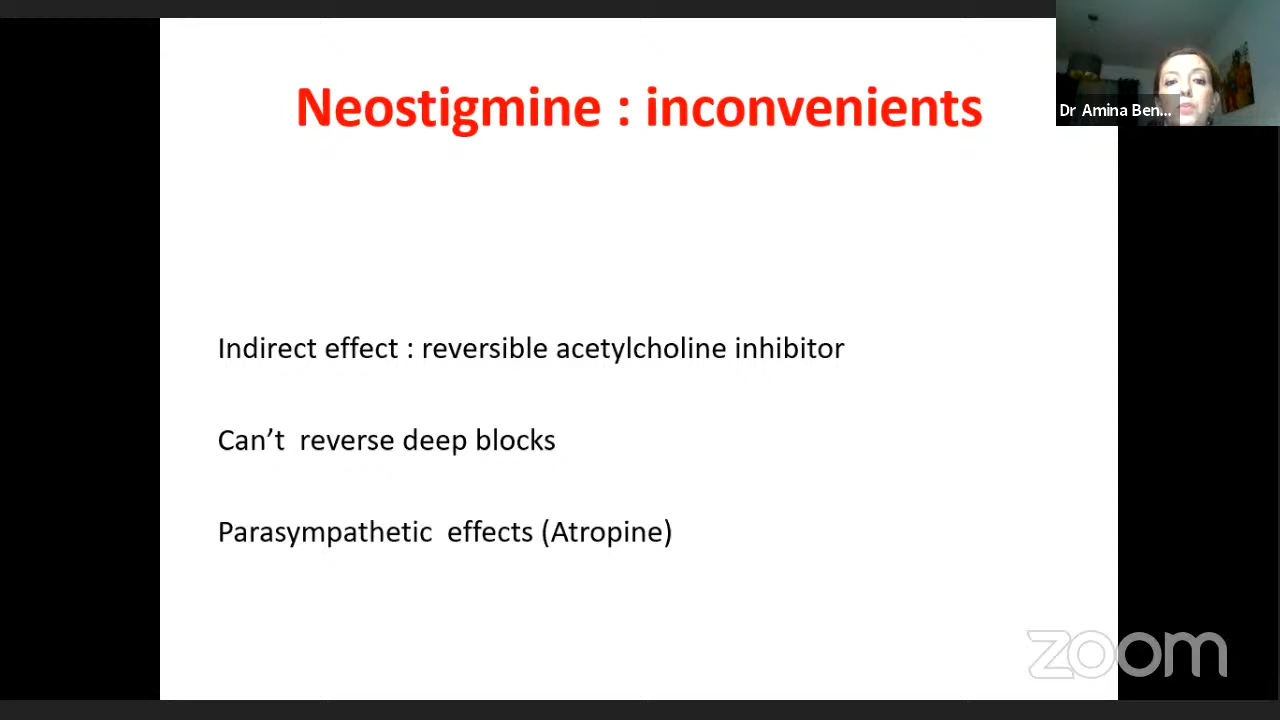 Neostigmine : inconvenients
Dr Amina Ben...
Indirect effect : reversible acetylcholine inhibitor
Can’t reverse deep blocks
Parasympathetic effects (Atropine)
zoom